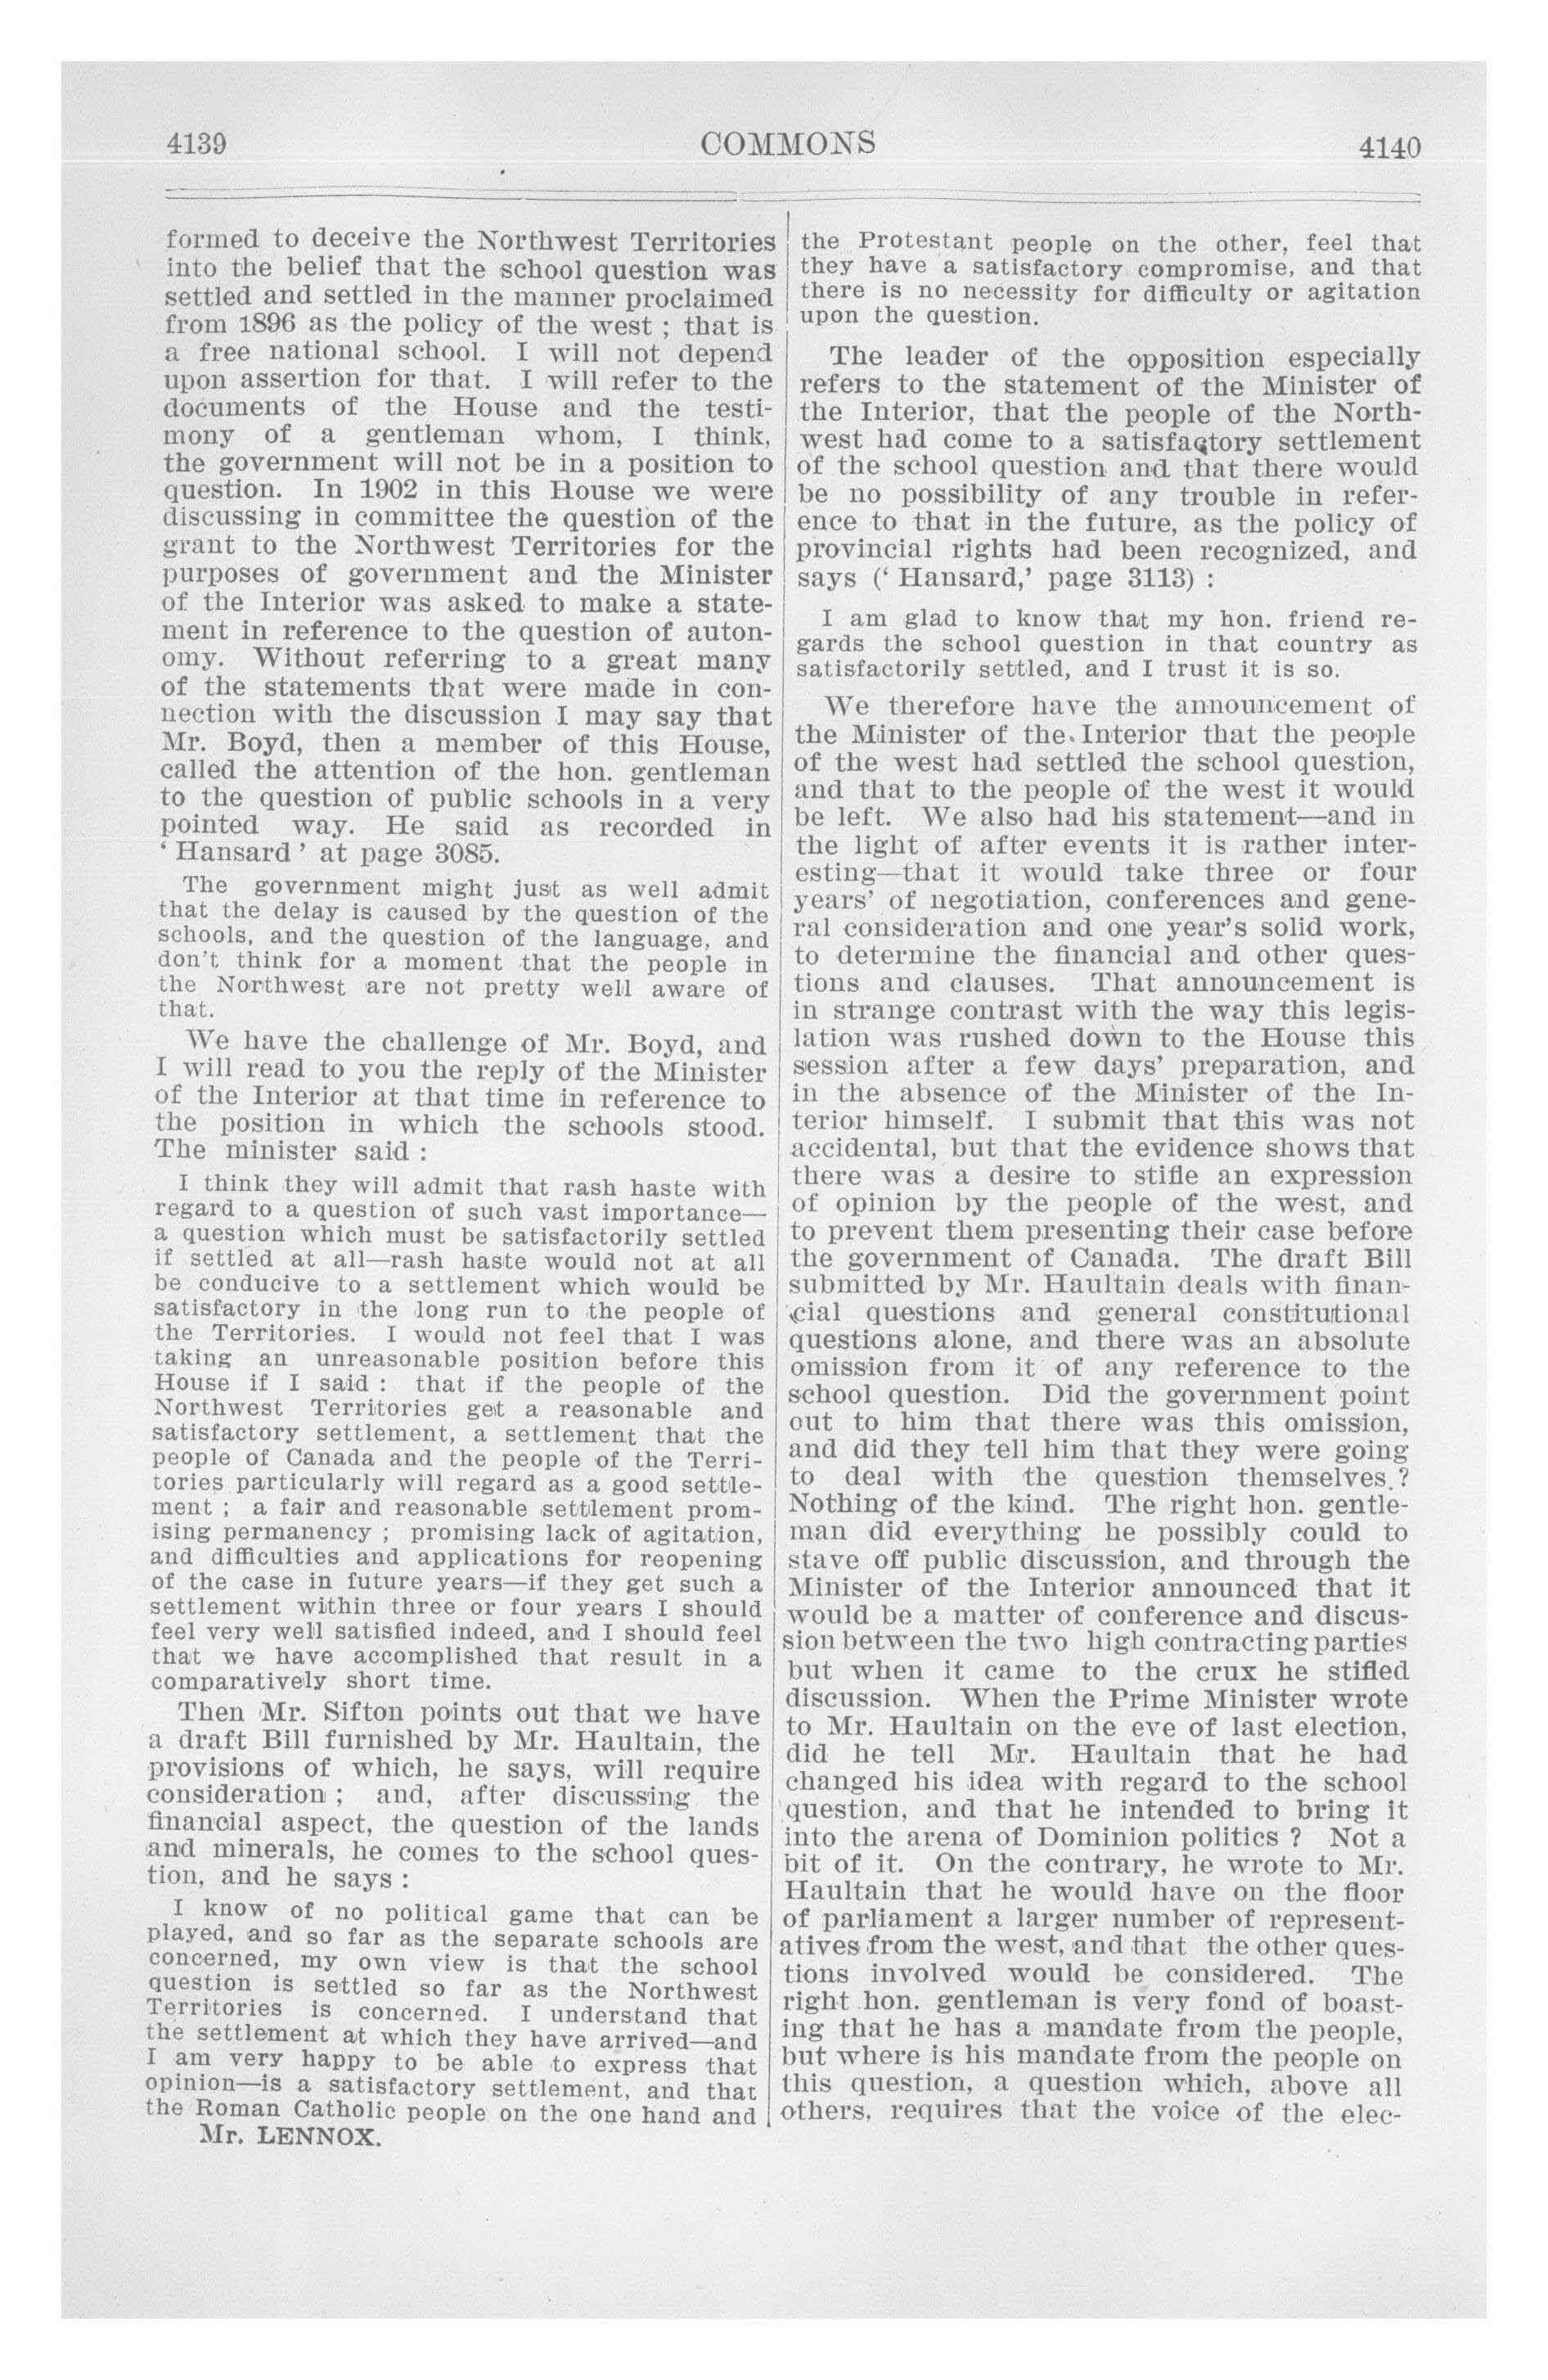 4139
COMMONS
4140
formed to deceive the Northwest Territories
into the belief that the school question was
settled and settled in the manner proclaimed
from 1896 as the policy of the west ; that is
a free national school. I will not depend
upon assertion for that. I will refer to the
documents of the House and the testi-
mony of a gentleman whom, I think,
the government will not be in a position to
question. In 1902 in this House we were
discussing in committee the question of the
grant to the Northwest Territories for the
purposes of government and the Minister
of the Interior was asked to make a state-
ment in reference to the question of auton-
omy. Without referring to a great many
of the statements that were made in con-
nection with the discussion I may say that
Mr. Boyd, then a member of this House,
called the attention of the hon. gentleman
to the question of public schools in a very
pointed way. He said as recorded in
‘ Hansard ’ at page 3085.
The government might just as well admit
that the delay is caused by the question of the
schools, and the question of the language, and
don't think for a moment that the people in
the Northwest are not pretty well aware of
that.
We have the challenge of Mr. Boyd, and
I will read to you the reply of the Minister
of the Interior at that time in reference to
the position in which the schools stood.
The minister said :
I think they will admit that rash haste with
regard to a question of such vast importance—
a question which must be satisfactorily settled
if settled at all—rash haste would not at all
be conducive to a settlement which would be
satisfactory in the long run to the people of
the Territories. I would not feel that I was
taking an unreasonable position before this
House if I said : that if the people of the
Northwest Territories get a reasonable and
satisfactory settlement, a settlement that the
people of Canada and the people of the Terri-
tories particularly will regard as a good settle-
ment ; a fair and reasonable settlement prom-
ising permanency ; promising lack of agitation,
and difficulties and applications for reopening
of the case in future years—if they get such a
settlement within three or four years I should
feel very well satisfied indeed, and I should feel
that we have accomplished that result in a
comparatively short time.
Then Mr. Sifton points out that we have
a draft Bill furnished by Mr. Haultain, the
provisions of which, he says, will require
consideration ; and, after discussing the
financial aspect, the question of the lands
and minerals, he comes to the school ques-
tion, and he says :
I know of no political game that can be
played, and so far as the separate schools are
concerned, my own view is that the school
question is settled so far as the Northwest
Territories is concerned. I understand that
the settlement at which they have arrived—and
I am very happy to be able to express that
opinion—is a satisfactory settlement, and that
the Roman Catholic people on the one hand and
Mr. LENNOX.
the Protestant people on the other, feel that
they have a satisfactory compromise, and that
there is no necessity for difficulty or agitation
upon the question.
The leader of the opposition especially
refers to the statement of the Minister of
the Interior, that the people of the North-
west had come to a satisfactory settlement
of the school question and that there would
be no possibility of any trouble in refer-
ence to that in the future, as the policy of
provincial rights had been recognized, and
says (‘ Hansard,’ page 3113) :
I am glad to know that my hon. friend re-
gards the school question in that country as
satisfactorily settled, and I trust it is so.
We therefore have the announcement of
the Minister of the Interior that the people
of the west had settled the school question,
and that to the people of the west it would
be left. We also had his statement—and in
the light of after events it is rather inter-
esting—that it would take three or four
years' of negotiation, conferences and gene-
ral consideration and one year's solid work,
to determine the financial and other ques-
tions and clauses. That announcement is
in strange contrast with the way this legis-
lation was rushed down to the House this
session after a few days' preparation, and
in the absence of the Minister of the In-
terior himself. I submit that this was not
accidental, but that the evidence shows that
there was a desire to stifle an expression
of opinion by the people of the west, and
to prevent them presenting their case before
the government of Canada. The draft Bill
submitted by Mr. Haultain deals with finan-
cial questions and general constitutional
questions alone, and there was an absolute
omission from it of any reference to the
school question. Did the government point
out to him that there was this omission,
and did they tell him that they were going
to deal with the question themselves ?
Nothing of the kind. The right hon. gentle-
man did everything he possibly could to
stave off public discussion, and through the
Minister of the Interior announced that it
would be a matter of conference and discus-
sion between the two high contracting parties
but when it came to the crux he stifled
discussion. When the Prime Minister wrote
to Mr. Haultain on the eve of last election,
did he tell Mr. Haultain that he had
changed his idea with regard to the school
question, and that he intended to bring it
into the arena of Dominion politics ? Not a
bit of it. On the contrary, he wrote to Mr.
Haultain that he would have on the floor
of parliament a larger number of represent-
atives from the west, and that the other ques-
tions involved would be considered. The
right hon. gentleman is very fond of boast-
ing that he has a mandate from the people,
but where is his mandate from the people on
this question, a question which, above all
others, requires that the voice of the elec-